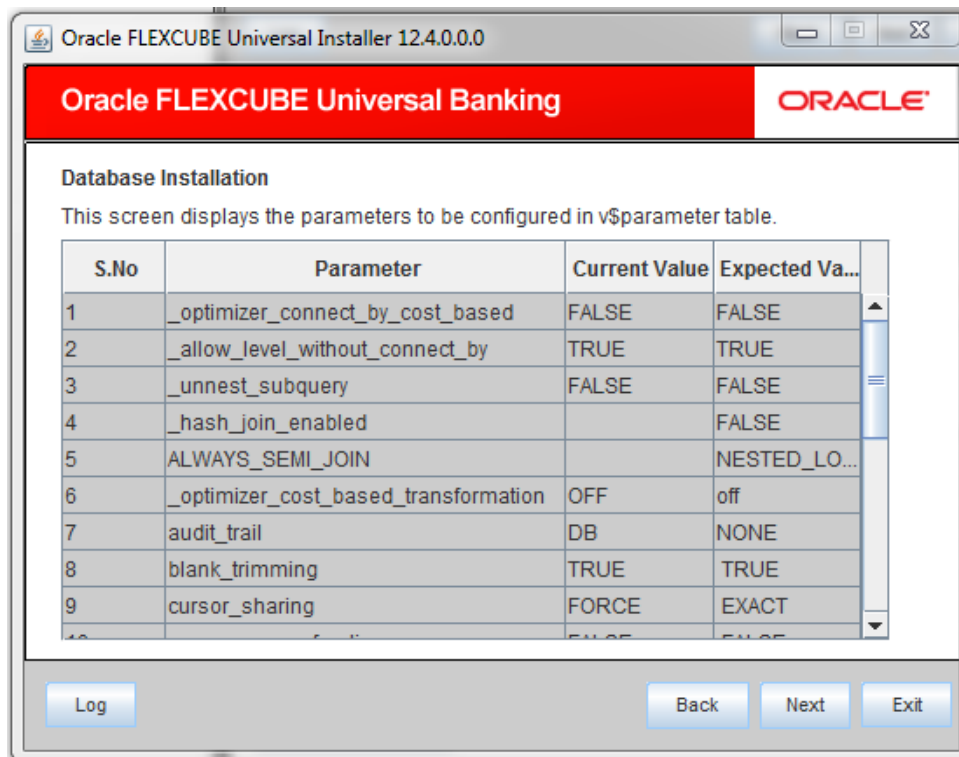 Oracle FLEXCUBE Universal Installer 12.4.0.0.0
Oracle FLEXCUBE Universal Banking
ORACLE
Database Installation
This screen displays the parameters to be configured in v$parameter table.
S.No Parameter Current Value Expected Va...
1 _optimizer_connect_by_cost_based FALSE FALSE
2 _allow_level_without_connect_by TRUE TRUE
3 _unnest_subquery FALSE FALSE
4 _hash_join_enabled FALSE
5 ALWAYS_SEMI_JOIN NESTED_LO...
6 _optimizer_cost_based_transformation OFF off
7 audit_trail DB NONE
8 blank_trimming TRUE TRUE
9 cursor_sharing FORCE EXACT
Log Back Next Exit